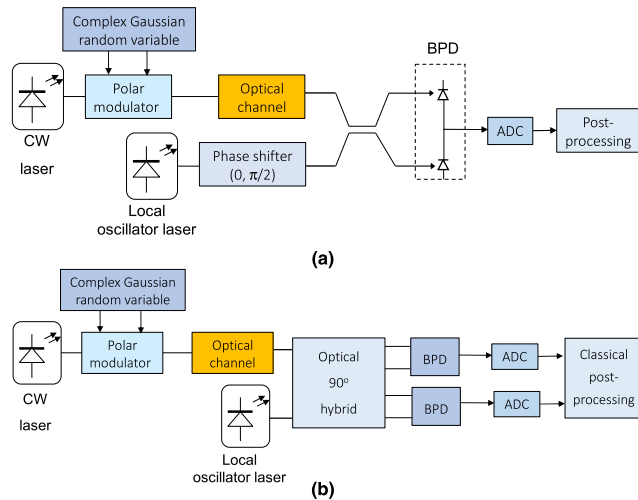 Complex Gaussian
random variable
BPD
Polar
modulator
Optical
channel
ADC
Post-
processing
CW
laser
Phase shifter
(0, π/2)
Local
oscillator laser
(a)
Complex Gaussian
random variable
Polar
modulator
Optical
channel
Optical
90º
hybrid
BPD
ADC
BPD
ADC
Classical
post-
processing
CW
laser
Local
oscillator laser
(b)